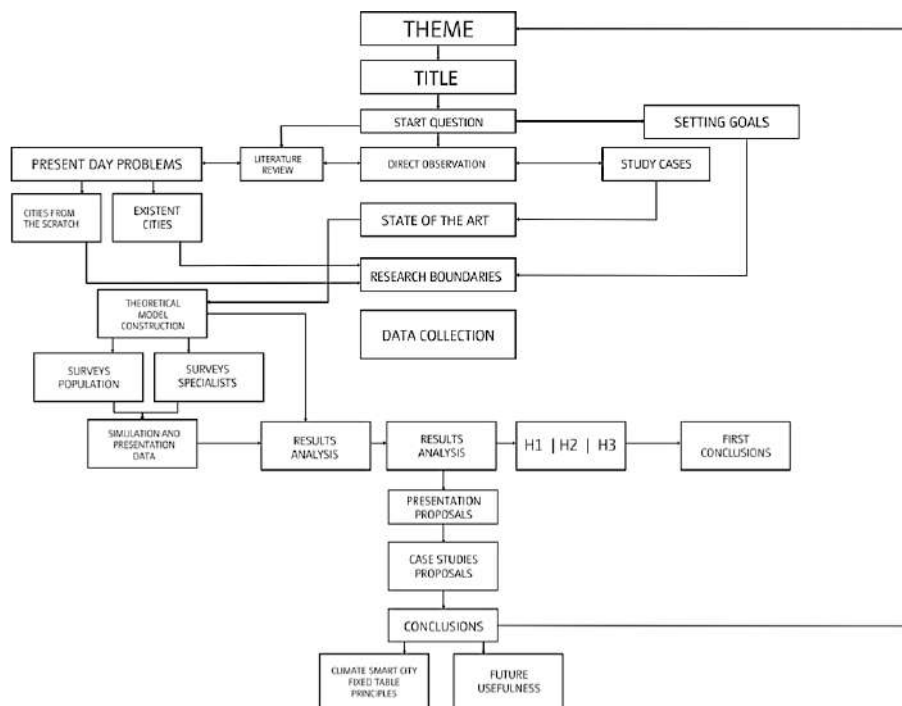 THEME
TITLE
START QUESTION
SETTING GOALS
PRESENT DAY PROBLEMS
LITERATURE
REVIEW
DIRECT OBSERVATION
STUDY CASES
CITIES FROM
THE SCRATCH
EXISTENT
CITIES
STATE OF THE ART
RESEARCH BOUNDARIES
THEORETICAL
MODEL
CONSTRUCTION
DATA COLLECTION
SURVEYS
POPULATION
SURVEYS
SPECIALISTS
SIMULATION AND
PRESENTATION
DATA
RESULTS
ANALYSIS
RESULTS
ANALYSIS
H1 | H2 | H3
FIRST
CONCLUSIONS
PRESENTATION
PROPOSALS
CASE STUDIES
PROPOSALS
CONCLUSIONS
CLIMATE SMART CITY
FIXED TABLE
PRINCIPLES
FUTURE
USEFULNESS